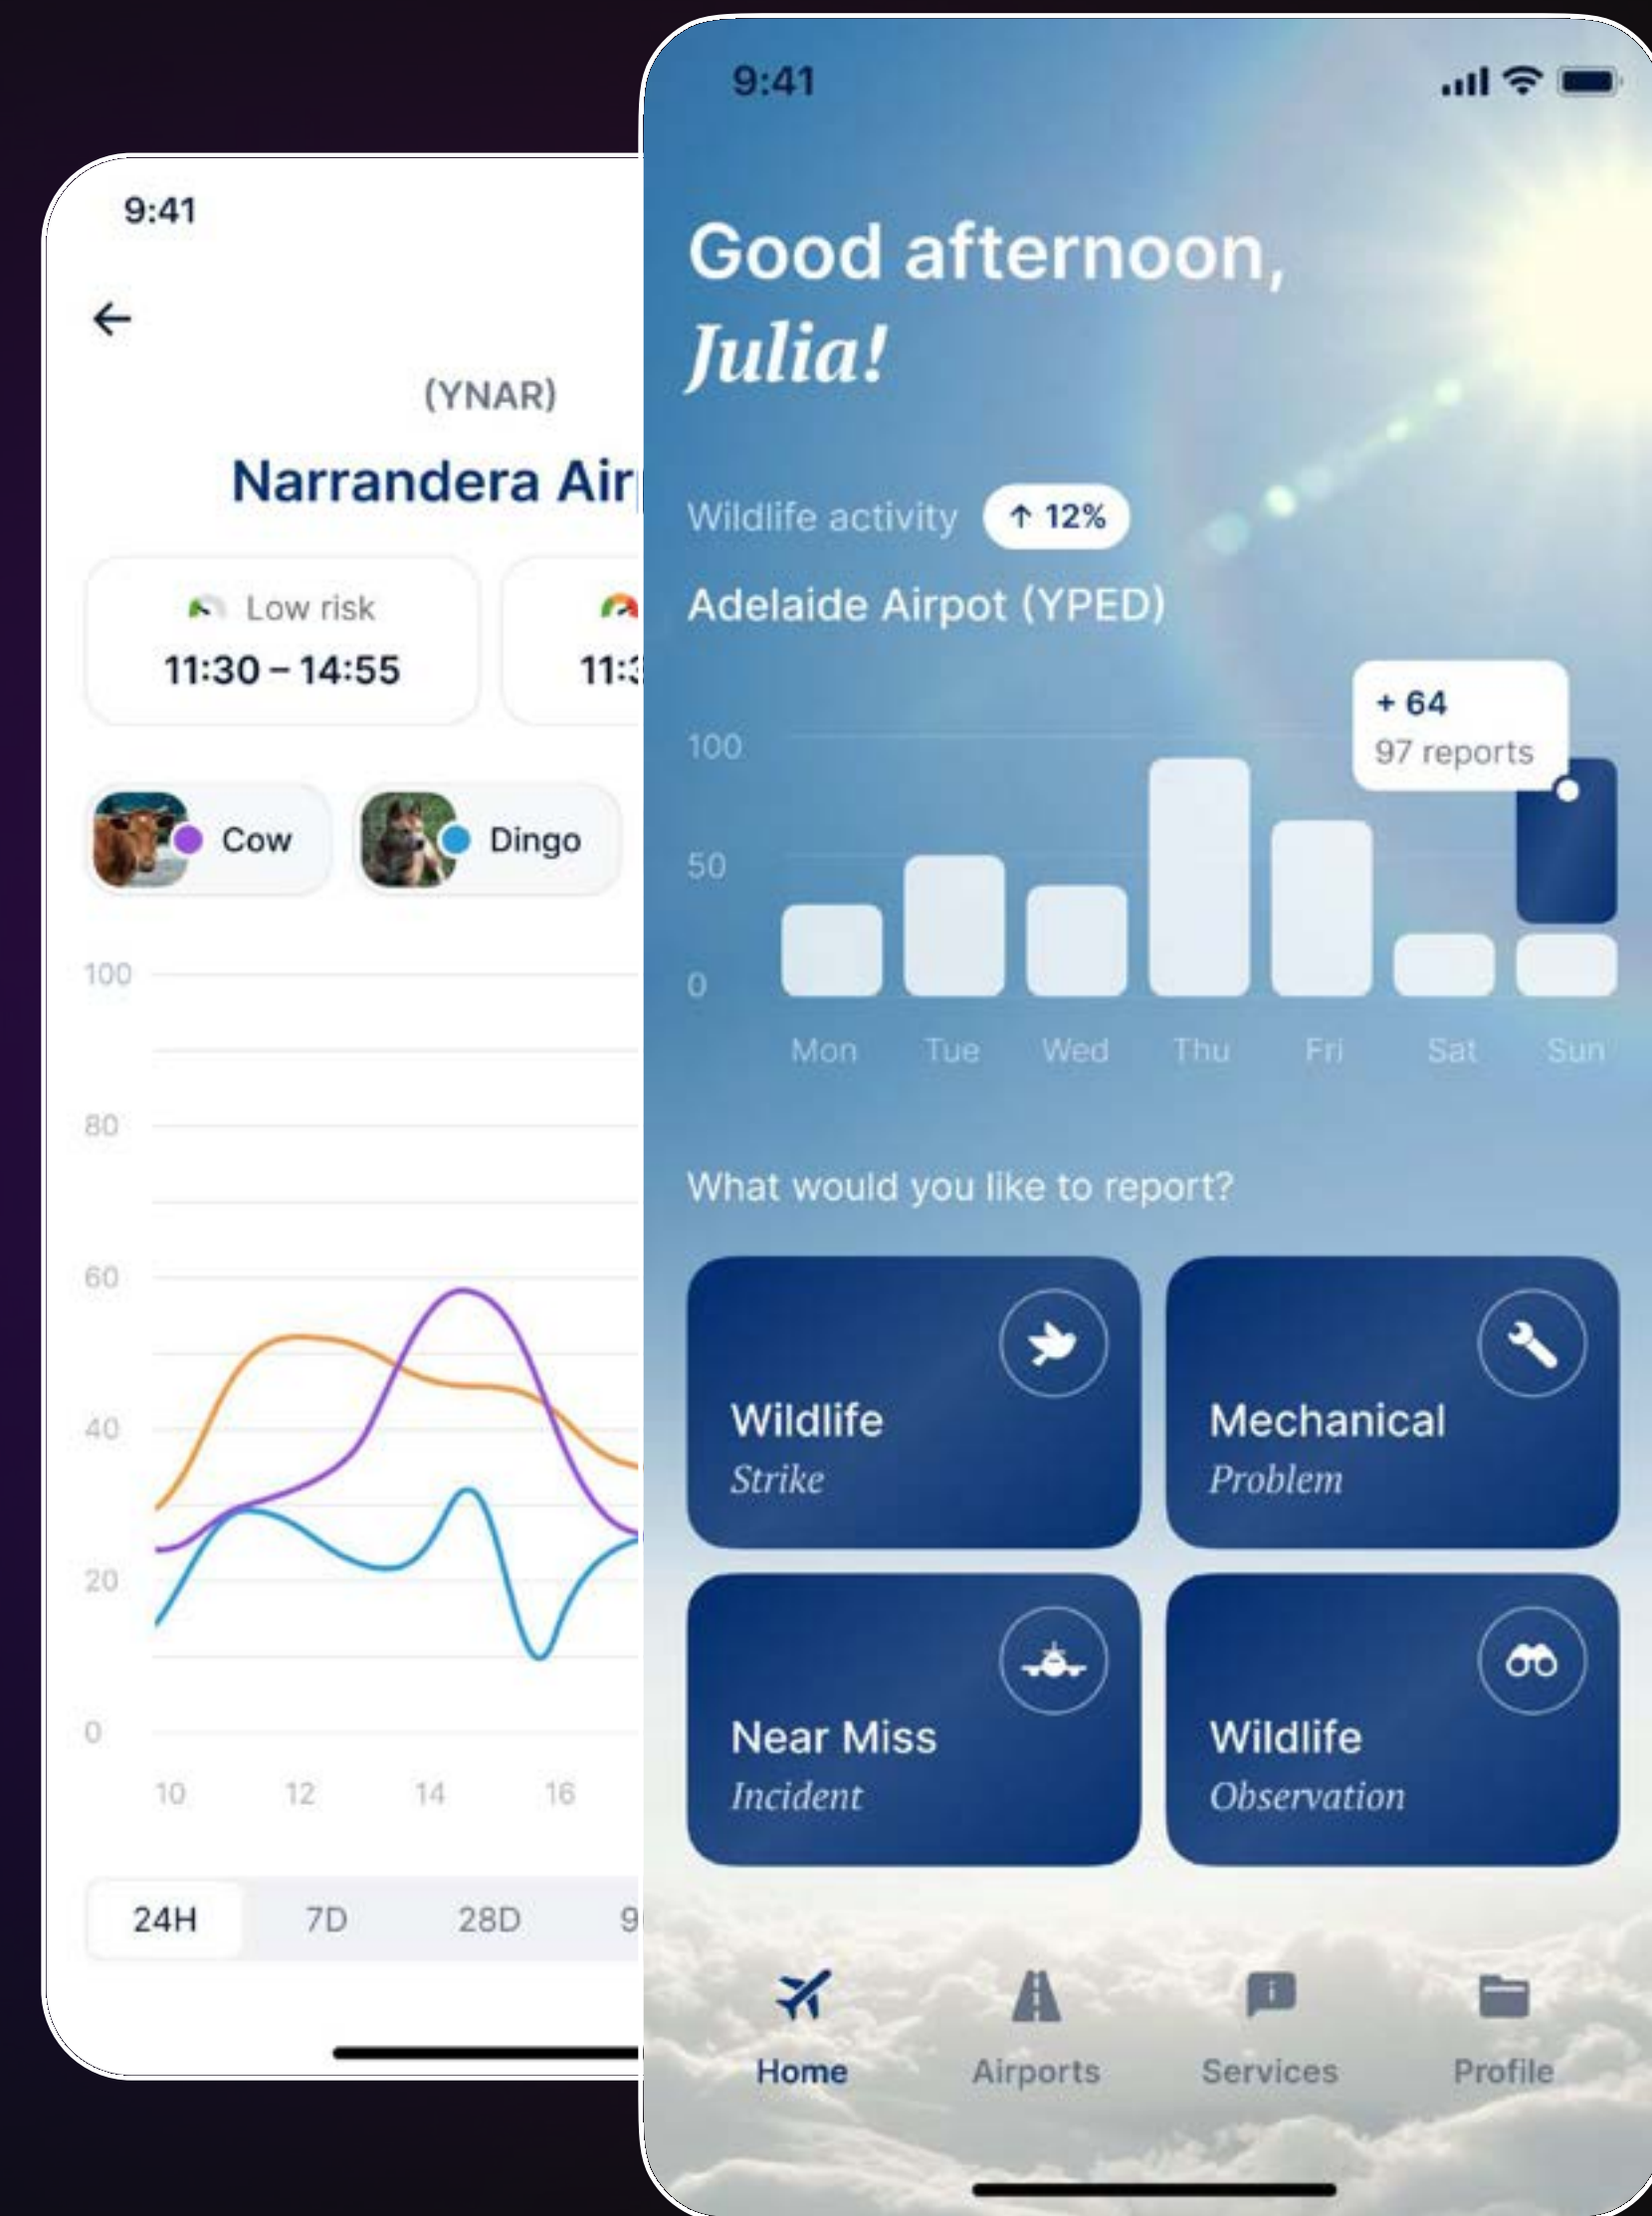 9:41
(YNAR)
Narrandera Air
Low risk
11:30 – 14:55
11:3
Cow
Dingo
100
80
60
40
20
0
10 12 14 16
24H 7D 28D 9
9:41
Good afternoon,
Julia!
Wildlife activity ↑ 12%
Adelaide Airpot (YPED)
+ 64
97 reports
100
50
0
Mon Tue Wed Thu Fri Sat Sun
What would you like to report?
Wildlife
Strike
Mechanical
Problem
Near Miss
Incident
Wildlife
Observation
Home Airports Services Profile